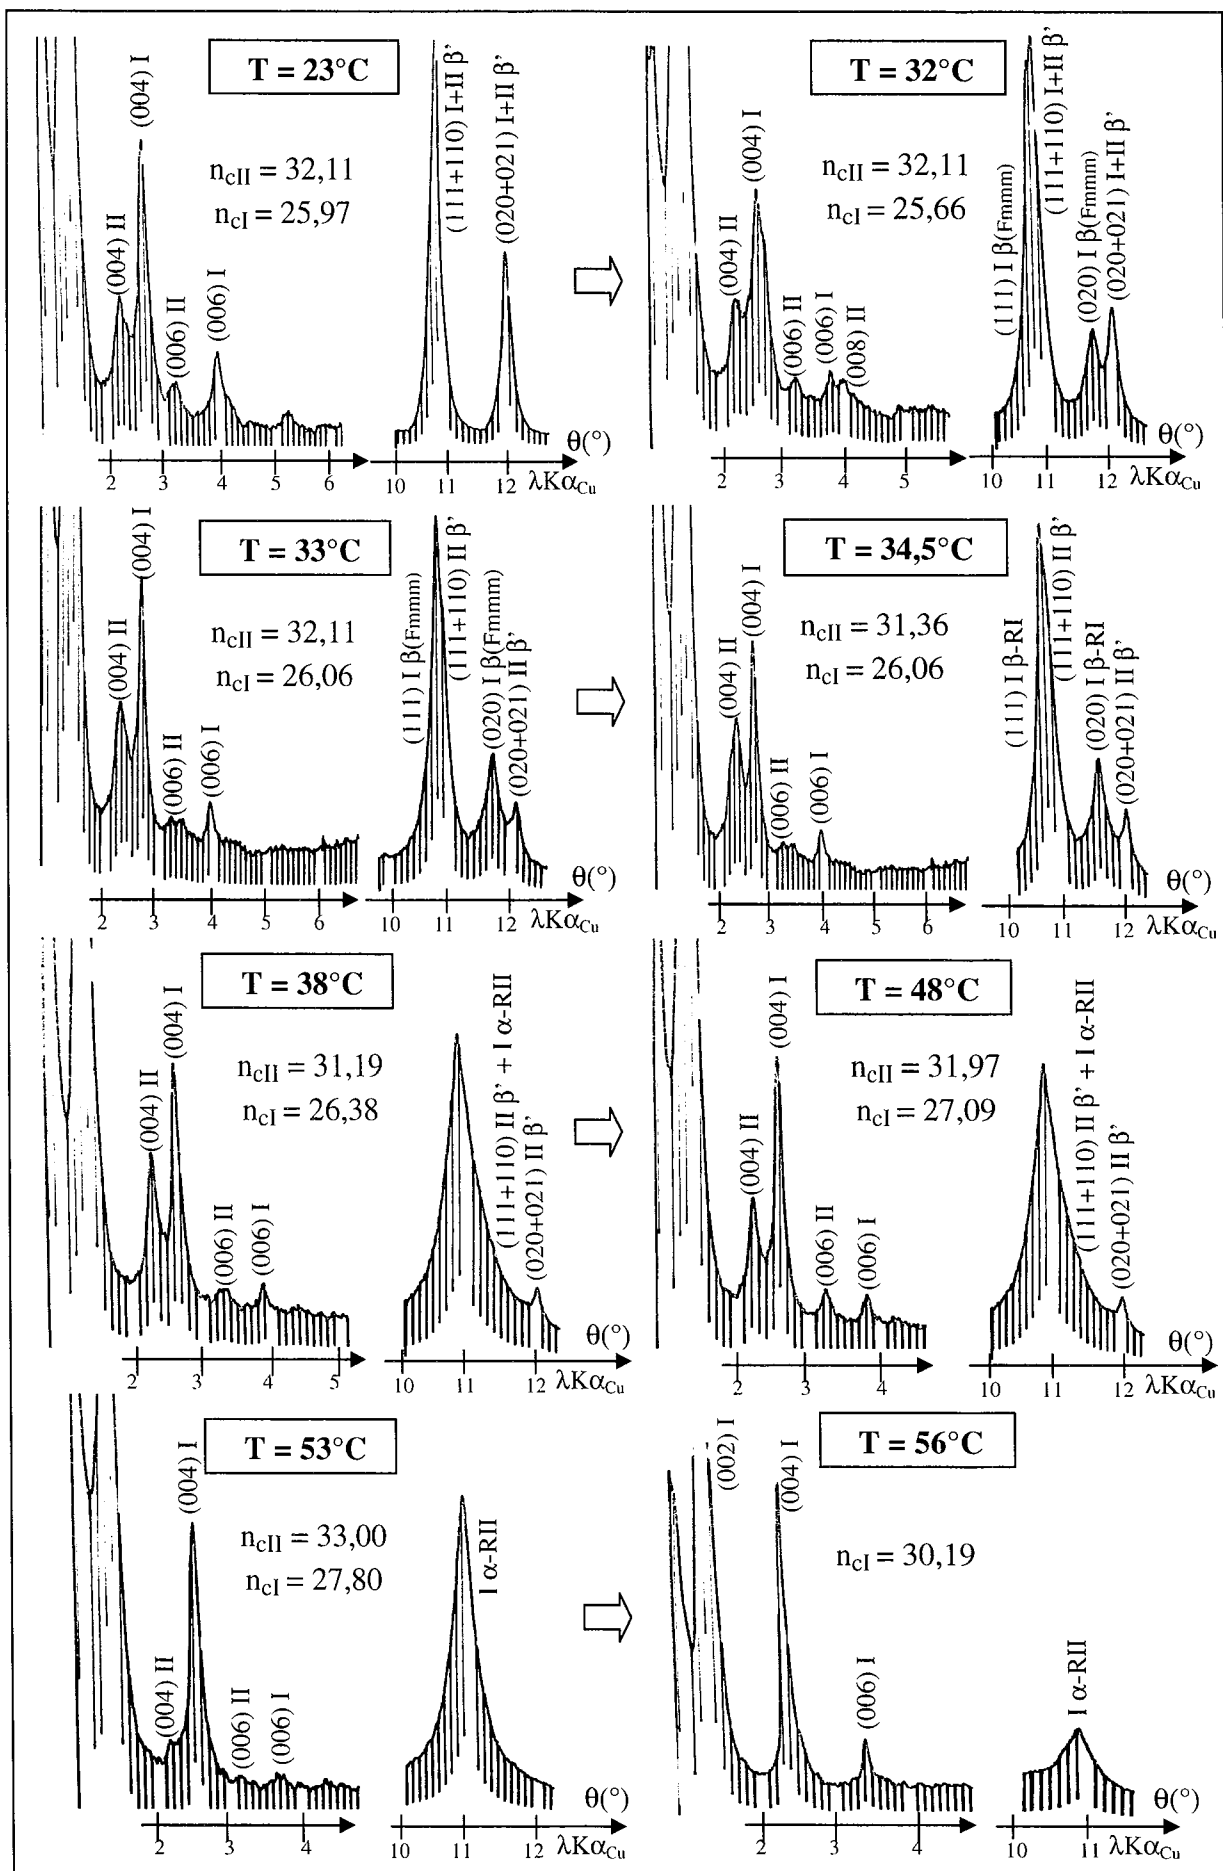 T = 23°C
n_cII = 32,11
n_cI = 25,97
(004) II
(004) I
(006) II
(006) I
(111+110) I+II β’
(020+021) I+II β’
θ(°)
2 3 4 5 6
10 11 12 λKα_Cu
T = 32°C
n_cII = 32,11
n_cI = 25,66
(004) II
(004) I
(006) II
(006) I
(008) II
(111) I β(Fmmm)
(111+110) I+II β’
(020) I β(Fmmm)
(020+021) I+II β’
θ(°)
2 3 4 5
10 11 12 λKα_Cu
T = 33°C
n_cII = 32,11
n_cI = 26,06
(004) II
(004) I
(006) II
(006) I
(111) I β(Fmmm)
(111+110) II β’
(020) I β(Fmmm)
(020+021) II β’
θ(°)
2 3 4 5 6
10 11 12 λKα_Cu
T = 34,5°C
n_cII = 31,36
n_cI = 26,06
(004) II
(004) I
(006) II
(006) I
(111) I β-RI
(111+110) II β’
(020) I β-RI
(020+021) II β’
θ(°)
2 3 4 5 6
10 11 12 λKα_Cu
T = 38°C
n_cII = 31,19
n_cI = 26,38
(004) II
(004) I
(006) II
(006) I
(111+110) II β’ + I α-RII
(020+021) II β’
θ(°)
2 3 4 5
10 11 12 λKα_Cu
T = 48°C
n_cII = 31,97
n_cI = 27,09
(004) II
(004) I
(006) II
(006) I
(111+110) II β’ + I α-RII
(020+021) II β’
θ(°)
2 3 4
10 11 12 λKα_Cu
T = 53°C
n_cII = 33,00
n_cI = 27,80
(004) II
(004) I
(006) II
(006) I
I α-RII
θ(°)
2 3 4
10 11 12 λKα_Cu
T = 56°C
n_cI = 30,19
(002) I
(004) I
(006) I
I α-RII
θ(°)
2 3 4
10 11 λKα_Cu